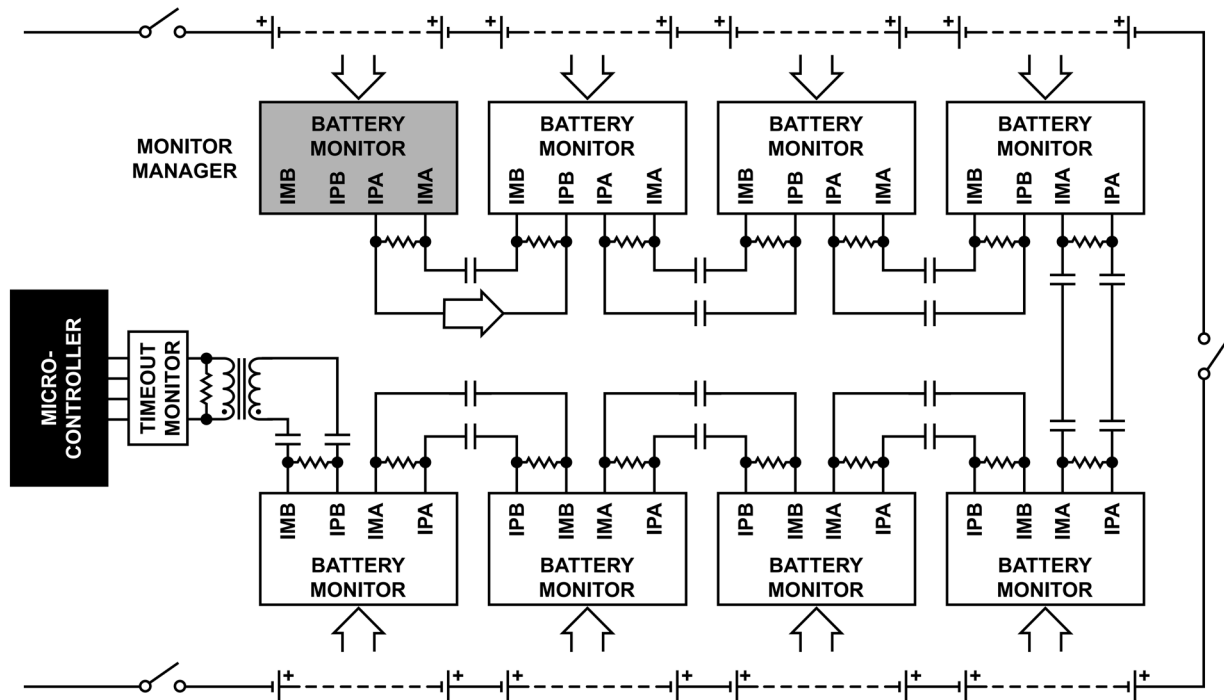 + + + + + + + +
MONITOR
MANAGER
BATTERY
MONITOR
IMB IPB IPA IMA
BATTERY
MONITOR
IMB IPB IPA IMA
BATTERY
MONITOR
IMB IPB IPA IMA
BATTERY
MONITOR
IMB IPB IMA IPA
MICRO-
CONTROLLER
TIMEOUT
MONITOR
IMB IPB IMA IPA
BATTERY
MONITOR
IPB IMB IMA IPA
BATTERY
MONITOR
IPB IMB IMA IPA
BATTERY
MONITOR
IPB IMB IMA IPA
BATTERY
MONITOR
+ + + + + + + +